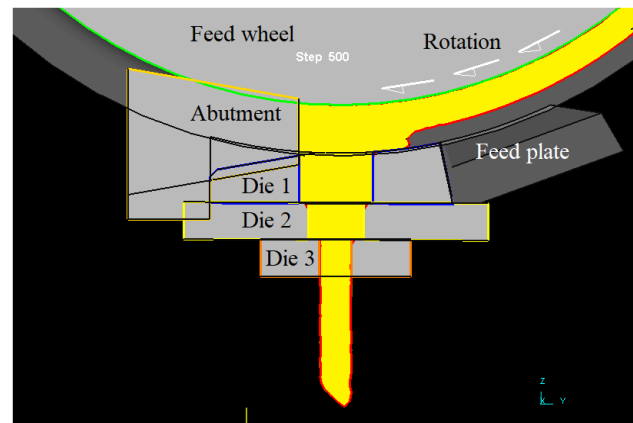 Feed wheel
Rotation
Step 500
Abutment
Feed plate
Die 1
Die 2
Die 3
Z
X Y